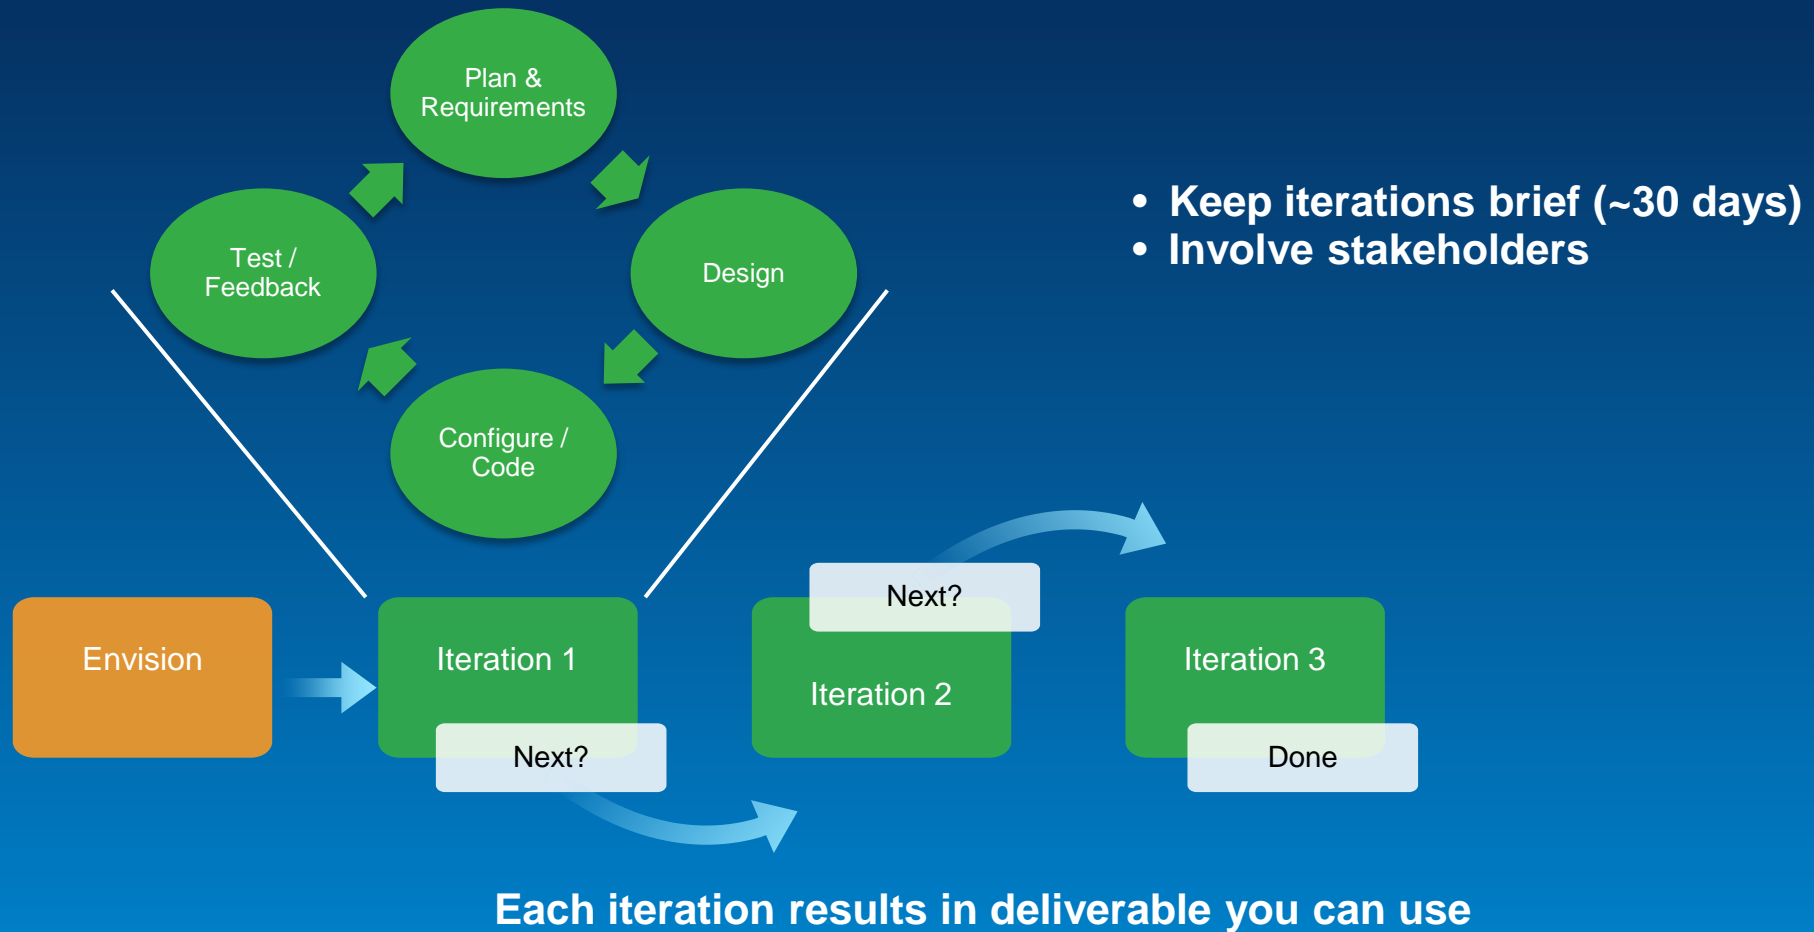 Plan &
Requirements
Test /
Feedback
Design
Configure /
Code
• Keep iterations brief (~30 days)
• Involve stakeholders
Envision
Iteration 1
Next?
Next?
Iteration 2
Iteration 3
Done
Each iteration results in deliverable you can use